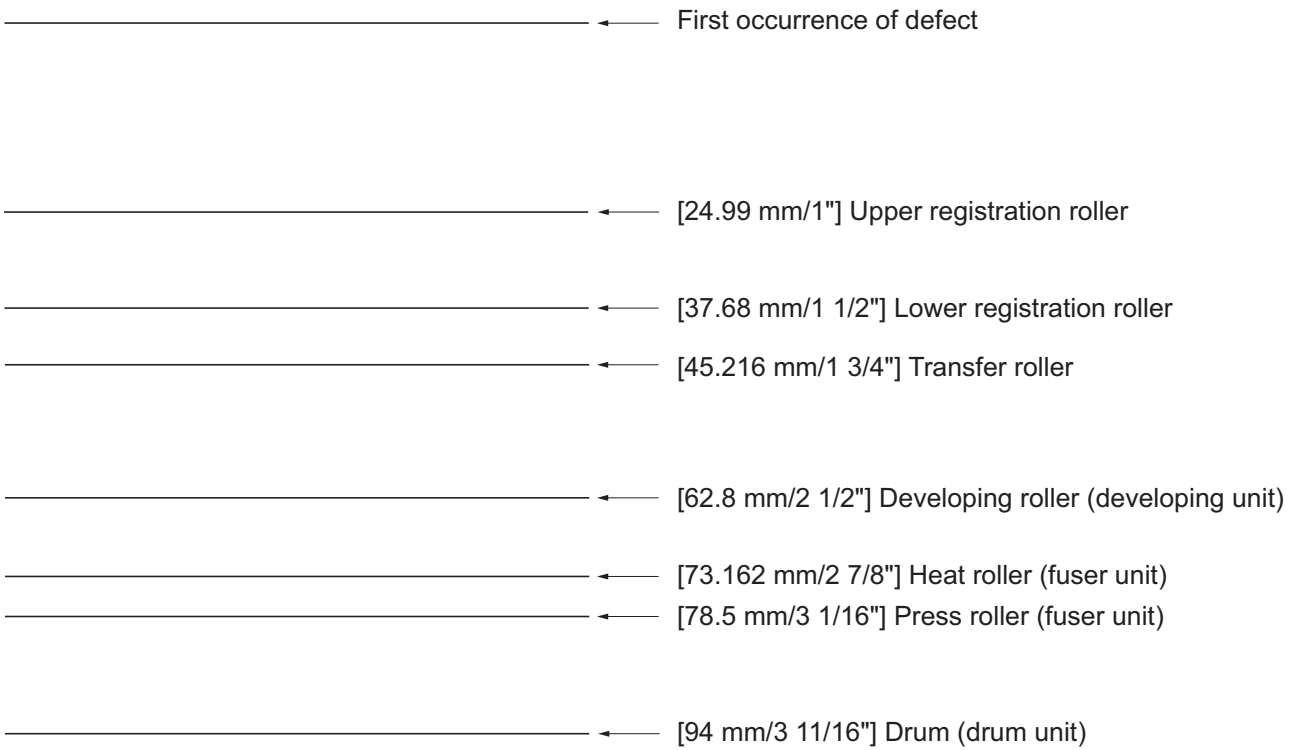 First occurrence of defect
[24.99 mm/1"] Upper registration roller
[37.68 mm/1 1/2"] Lower registration roller
[45.216 mm/1 3/4"] Transfer roller
[62.8 mm/2 1/2"] Developing roller (developing unit)
[73.162 mm/2 7/8"] Heat roller (fuser unit)
[78.5 mm/3 1/16"] Press roller (fuser unit)
[94 mm/3 11/16"] Drum (drum unit)